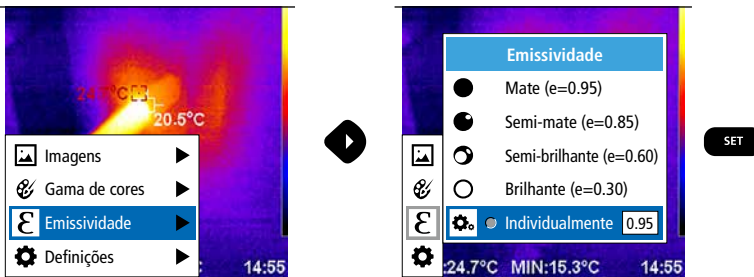 24.7°C
20.5°C
Imagens
Gama de cores
Emissividade
Definições
14:55
Emissividade
Mate (e=0.95)
Semi-mate (e=0.85)
Semi-brilhante (e=0.60)
Brilhante (e=0.30)
Individualmente 0.95
:24.7°C MIN:15.3°C 14:55
SET